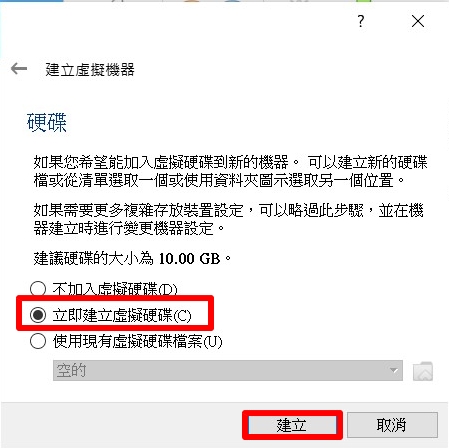 ?
建立虛擬機器
硬碟
如果您希望能加入虛擬硬碟到新的機器。 可以建立新的硬碟
檔或從清單選取一個或使用資料夾圖示選取另一個位置。
如果需要更多複雜存放裝置設定，可以略過此步驟，並在機
器建立時進行變更機器設定。
建議硬碟的大小為 10.00 GB。
不加入虛擬硬碟(D)
立即建立虛擬硬碟(C)
使用現有虛擬硬碟檔案(U)
空的
建立
取消